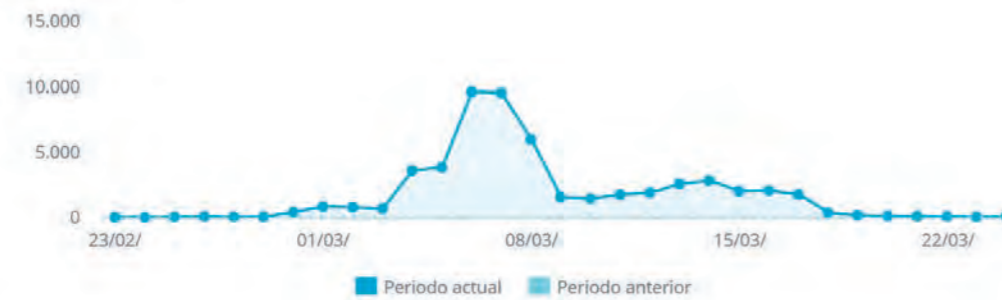 15.000
10.000
5.000
0
23/02/ 01/03/ 08/03/ 15/03/ 22/03/
Periodo actual Periodo anterior